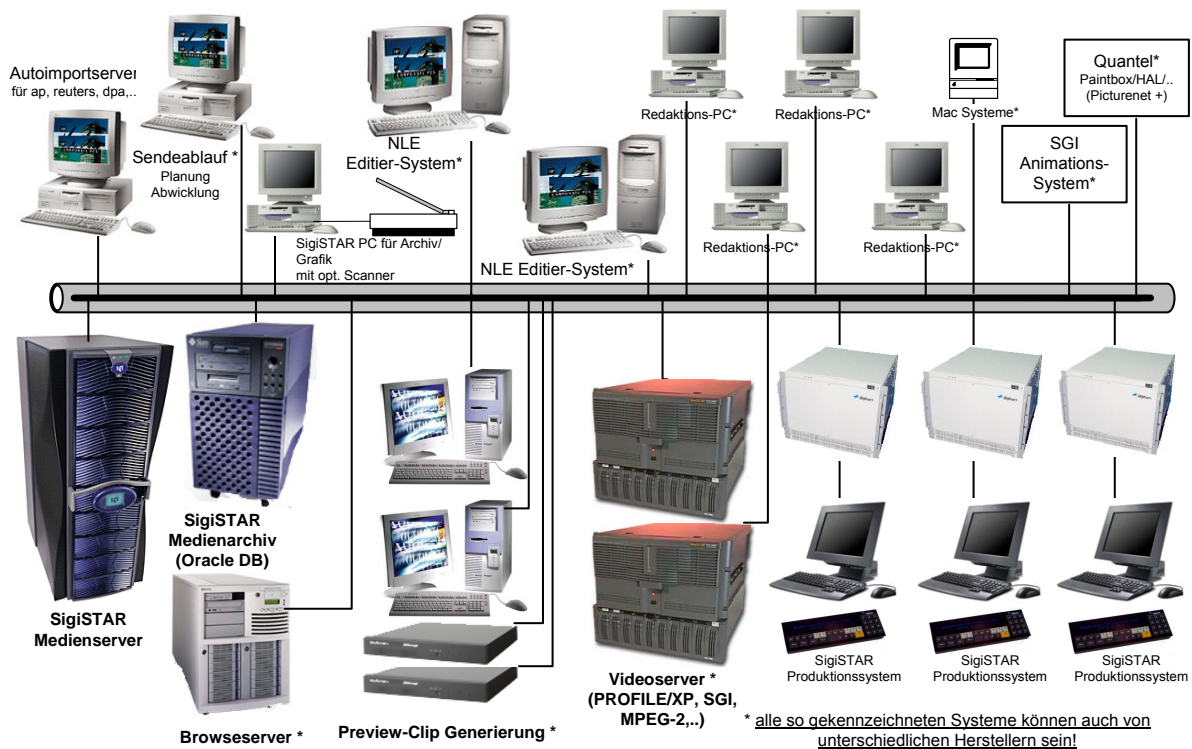 Autoimportserver
für ap, reuters, dpa,..
Sendeablauf *
Planung
Abwicklung
SigiSTAR PC für Archiv/
Grafik
mit opt. Scanner
NLE
Editier-System*
NLE Editier-System*
Redaktions-PC*
Redaktions-PC*
Redaktions-PC*
Redaktions-PC*
Mac Systeme*
Quantel*
Paintbox/HAL/..
(Picturenet +)
SGI
Animations-
System*
sgi
sgi
Sun
SigiSTAR
Medienserver
SigiSTAR
Medienarchiv
(Oracle DB)
Browseserver *
Preview-Clip Generierung *
Videoserver *
(PROFILE/XP, SGI,
MPEG-2,..)
SigiSTAR
Produktionssystem
SigiSTAR
Produktionssystem
SigiSTAR
Produktionssystem
* alle so gekennzeichneten Systeme können auch von
unterschiedlichen Herstellern sein!